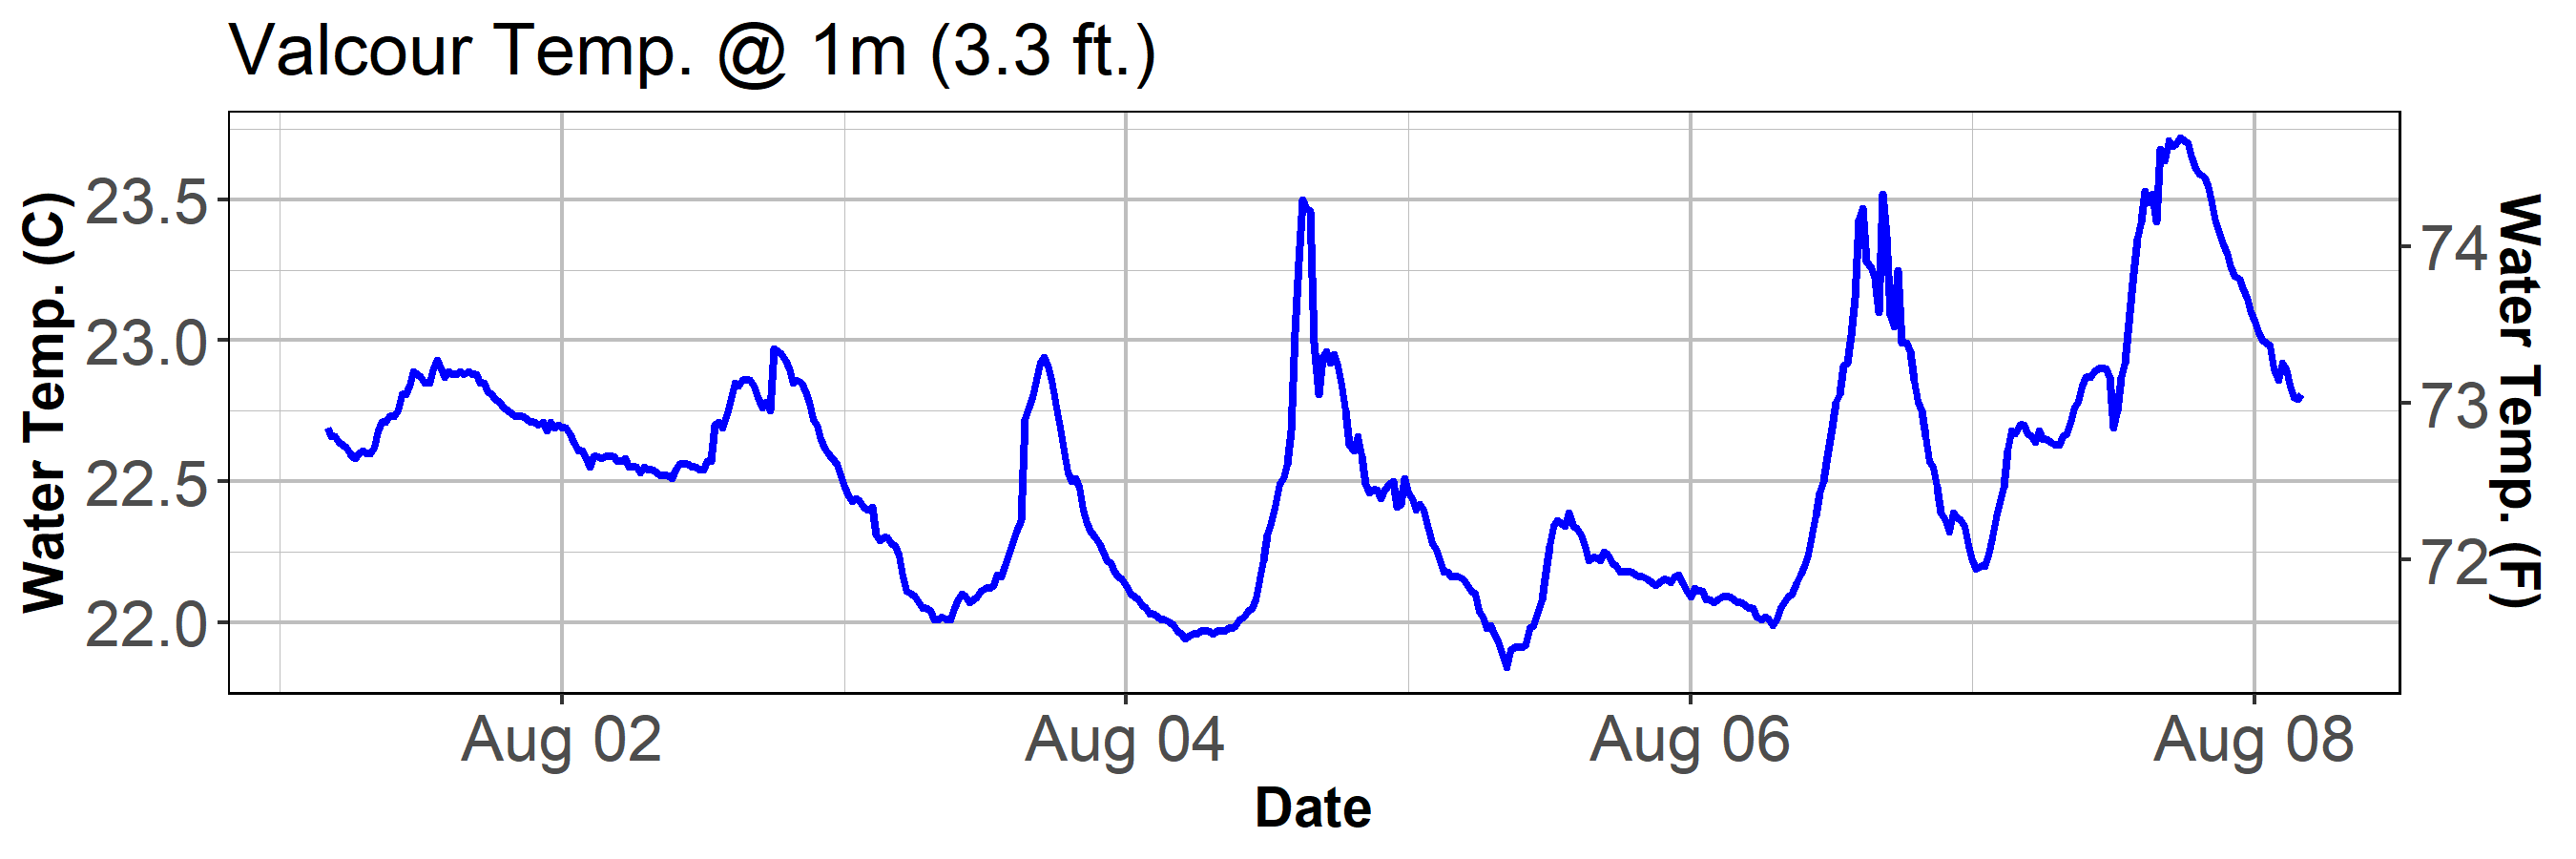 Valcour Temp. @ 1m (3.3 ft.)
Water Temp. (C)
23.5
23.0
22.5
22.0
74
73
72
Water Temp. (F)
Aug 02 Aug 04 Aug 06 Aug 08
Date